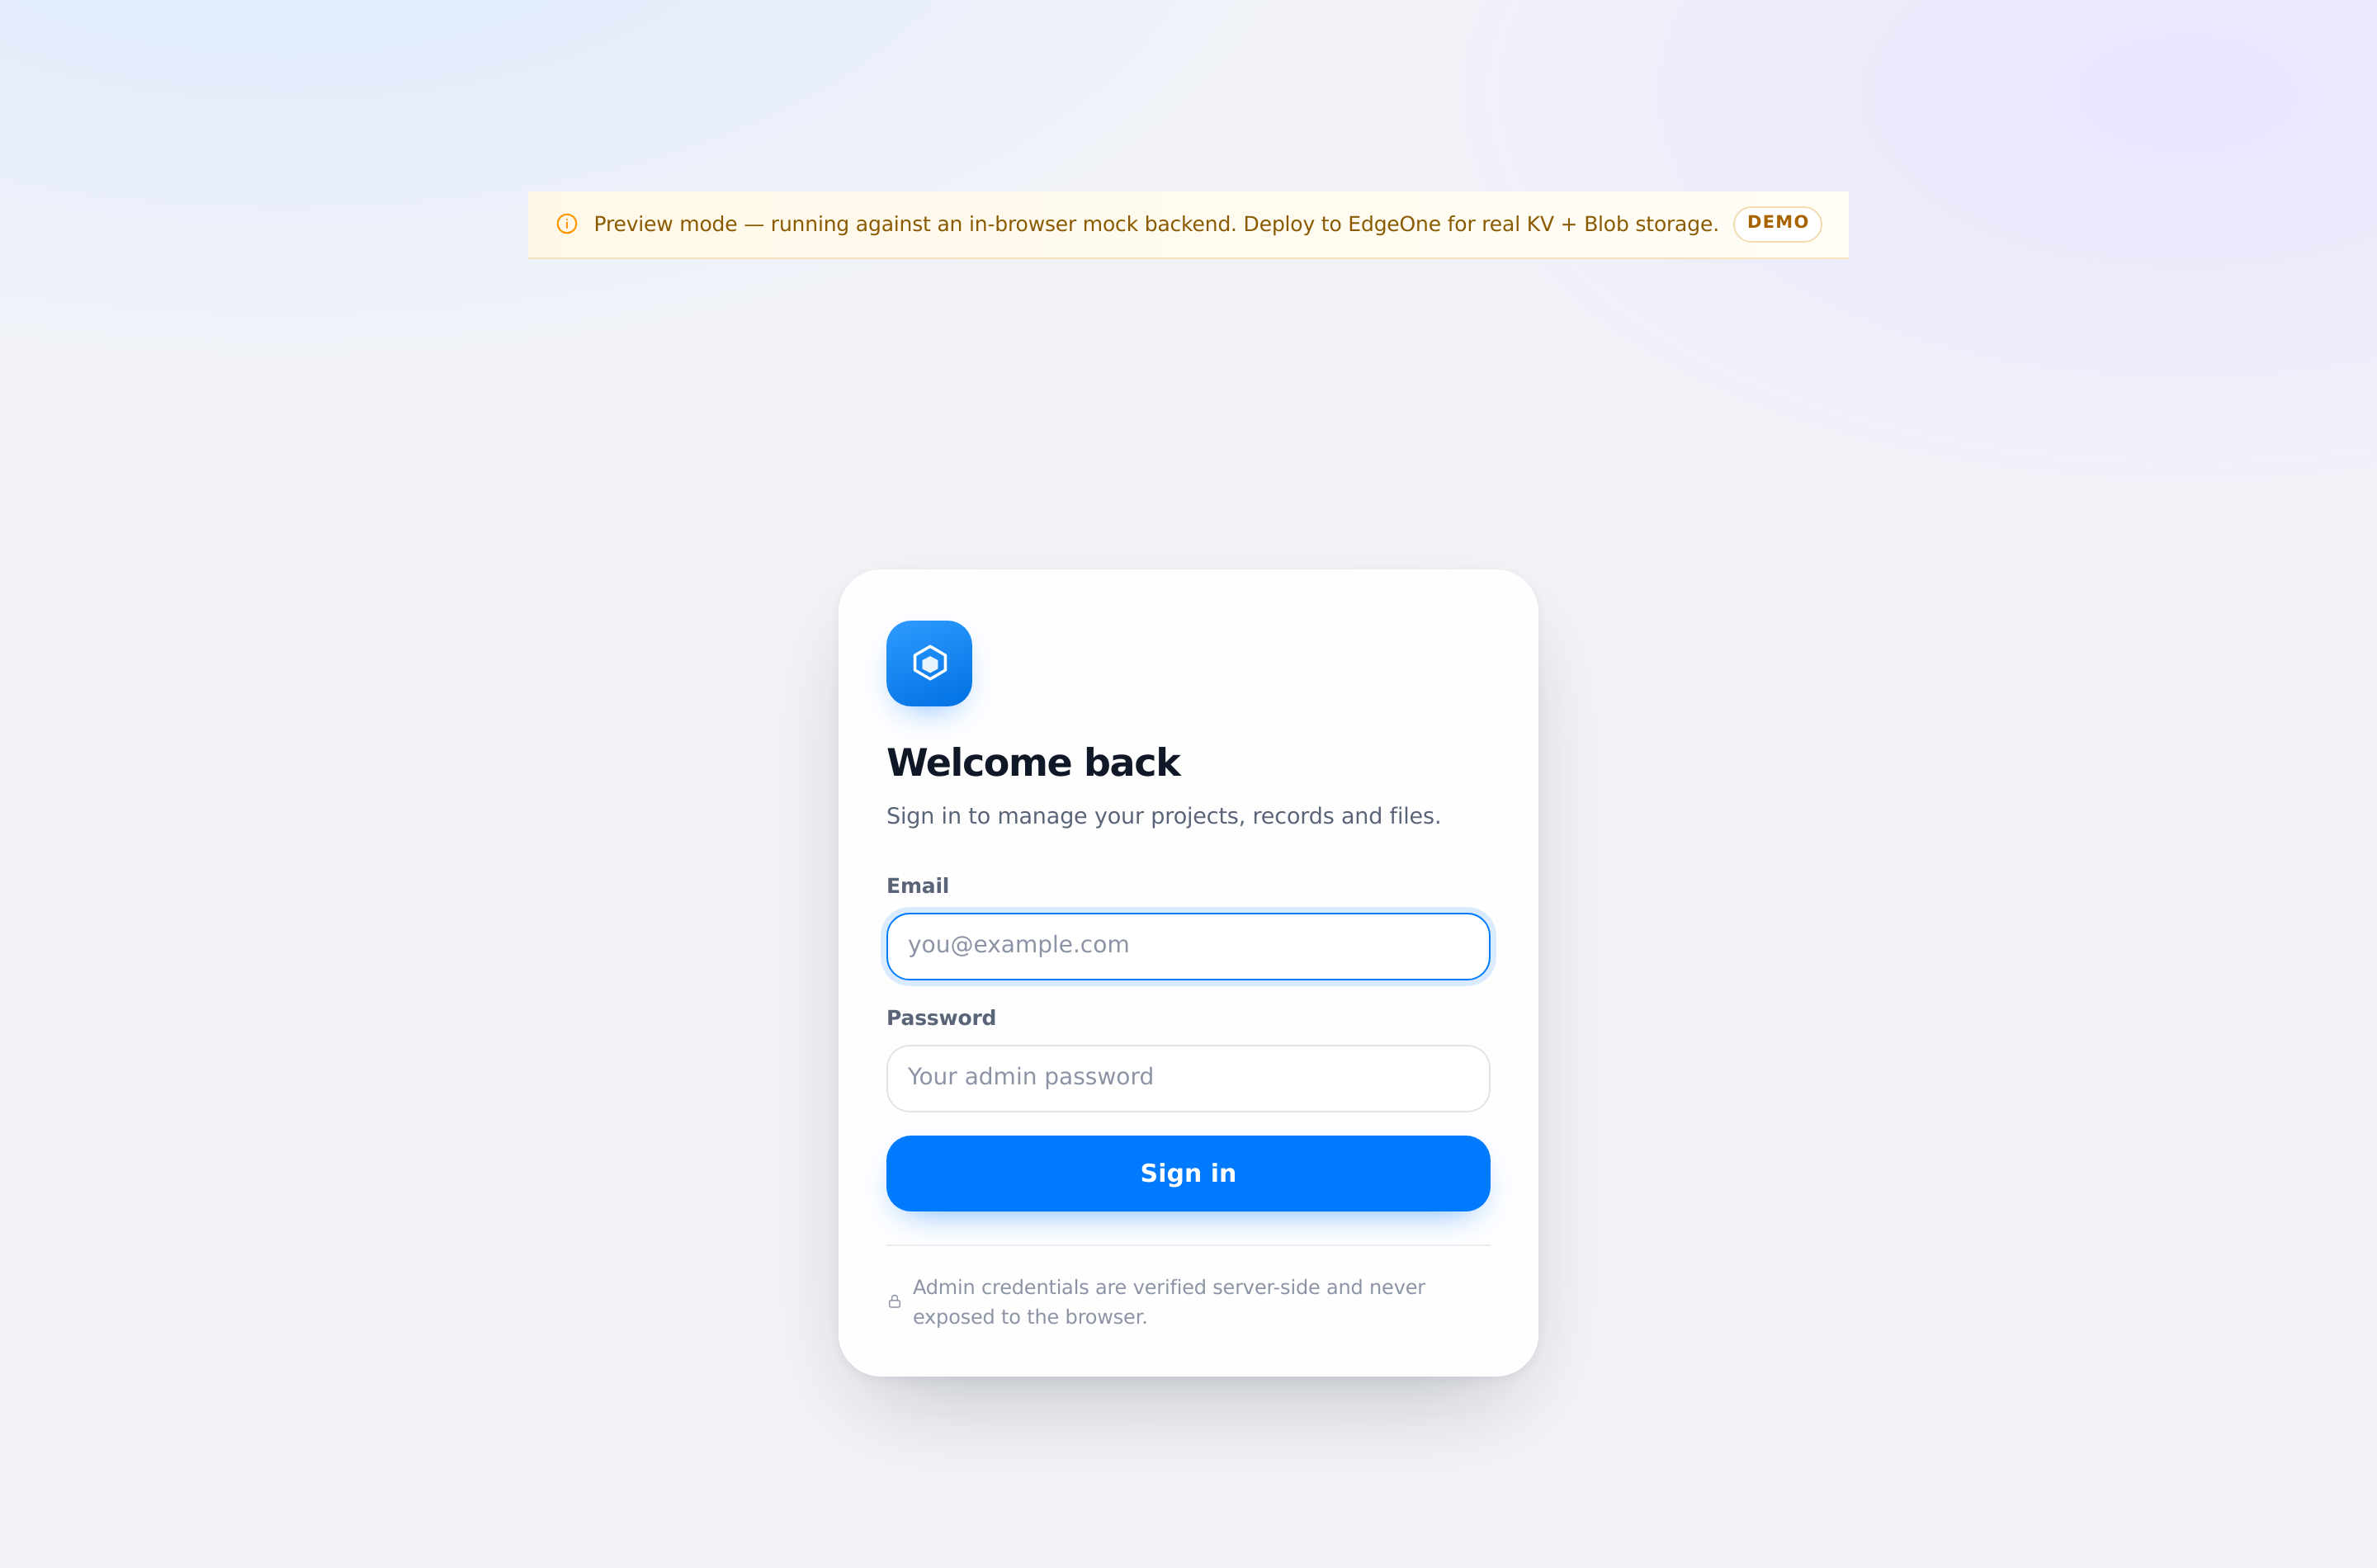 Preview mode — running against an in-browser mock backend. Deploy to EdgeOne for real KV + Blob storage. DEMO
Welcome back
Sign in to manage your projects, records and files.
Email
you@example.com
Password
Your admin password
Sign in
Admin credentials are verified server-side and never
exposed to the browser.